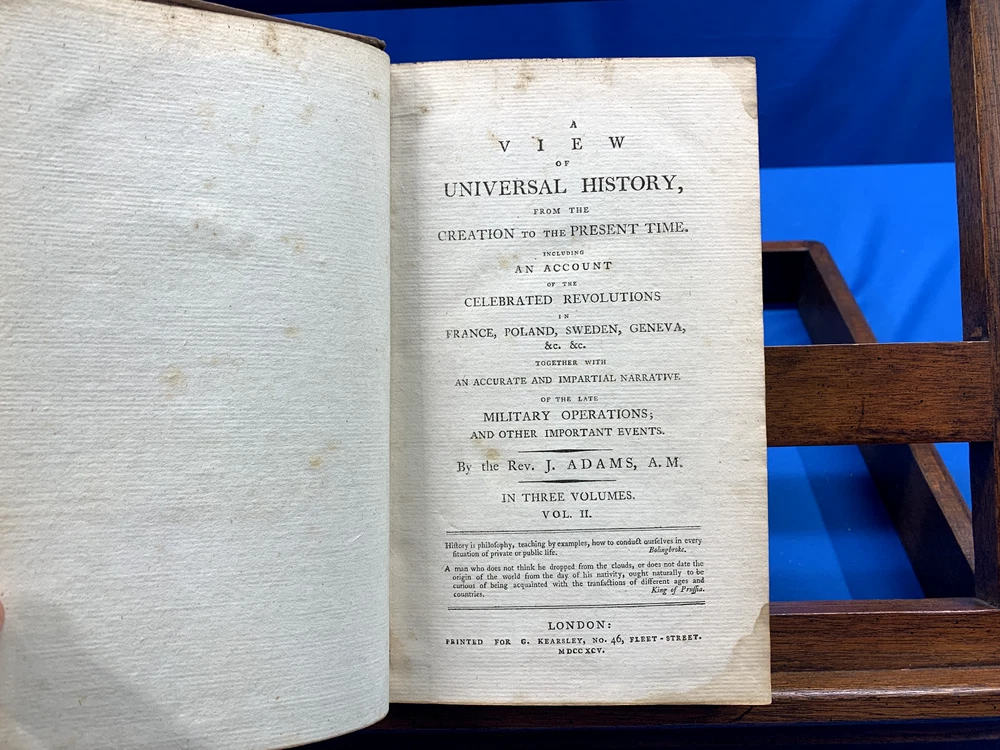 A
VIEW
OF
UNIVERSAL HISTORY,
FROM THE
CREATION TO THE PRESENT TIME.
INCLUDING
AN ACCOUNT
OF THE
CELEBRATED REVOLUTIONS
IN
FRANCE, POLAND, SWEDEN, GENEVA,
&c. &c.
TOGETHER WITH
AN ACCURATE AND IMPARTIAL NARRATIVE
OF THE LATE
MILITARY OPERATIONS;
AND OTHER IMPORTANT EVENTS.
By the Rev. J. ADAMS, A.M.
IN THREE VOLUMES.
VOL. II.
Hiſtory is philoſophy, teaching by examples, how to conduct ourſelves in every
ſituation of private or public life. Bolingbroke.
A man who does not think he dropped from the clouds, or does not date the
origin of the world from the day of his nativity, ought naturally to be
curious of being acquainted with the tranſactions of different ages and
countries. King of Pruſſia.
LONDON:
PRINTED FOR G. KEARSLEY, NO. 46, FLEET-STREET.
MDCCXCV.